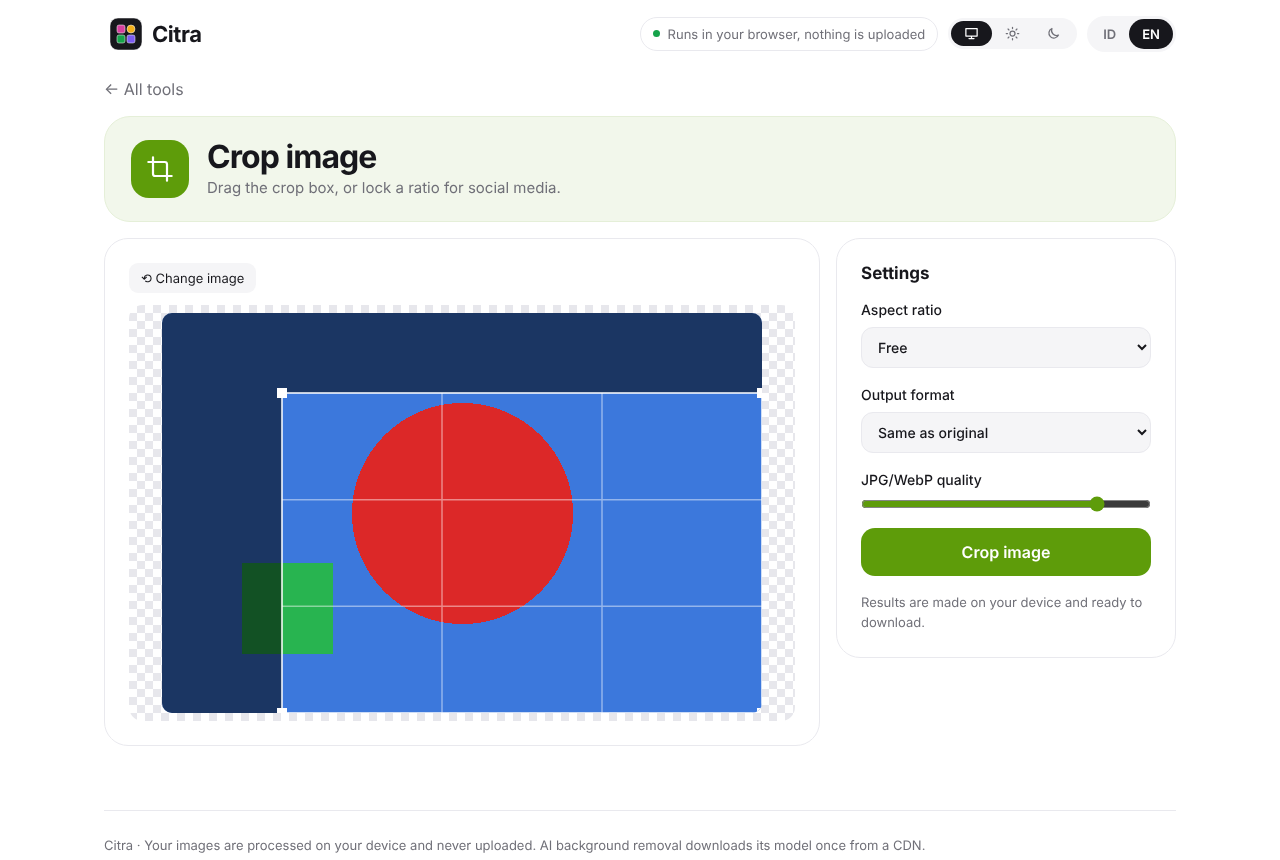 Citra
Runs in your browser, nothing is uploaded
ID
EN
← All tools
Crop image
Drag the crop box, or lock a ratio for social media.
⟲ Change image
Settings
Aspect ratio
Free
Output format
Same as original
JPG/WebP quality
Crop image
Results are made on your device and ready to
download.
Citra · Your images are processed on your device and never uploaded. AI background removal downloads its model once from a CDN.